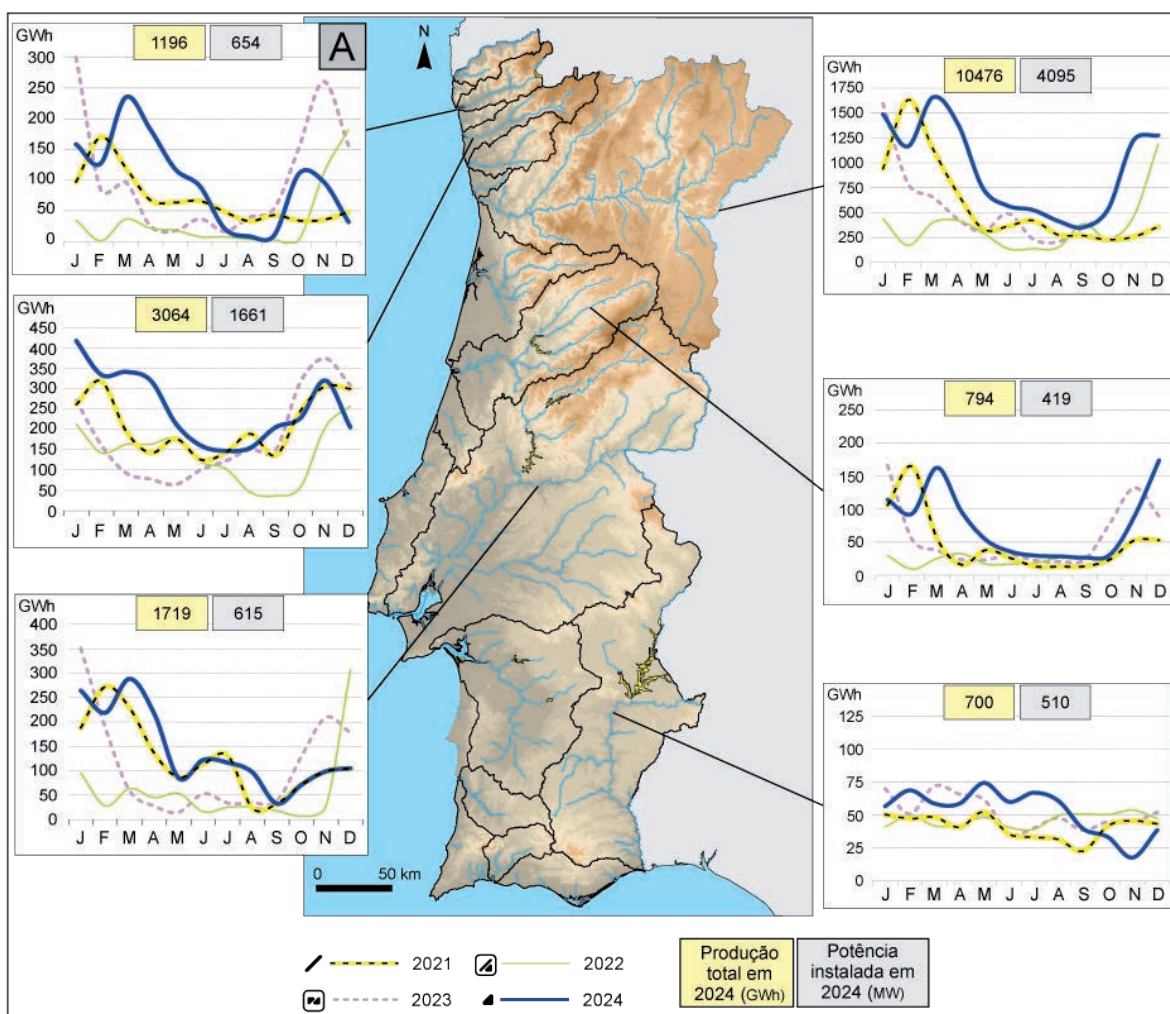 GWh
1196
654
A
300
250
200
150
100
50
0
J F M A M J J A S O N D
GWh
3064
1661
450
400
350
300
250
200
150
100
50
0
J F M A M J J A S O N D
GWh
1719
615
400
350
300
250
200
150
100
50
0
J F M A M J J A S O N D
N
0 50 km
GWh
10476
4095
1750
1500
1250
1000
750
500
250
0
J F M A M J J A S O N D
GWh
794
419
250
200
150
100
50
0
J F M A M J J A S O N D
GWh
700
510
125
100
75
50
25
0
J F M A M J J A S O N D
2021
2022
2023
2024
Produção
total em
2024 (GWh)
Potência
instalada em
2024 (MW)